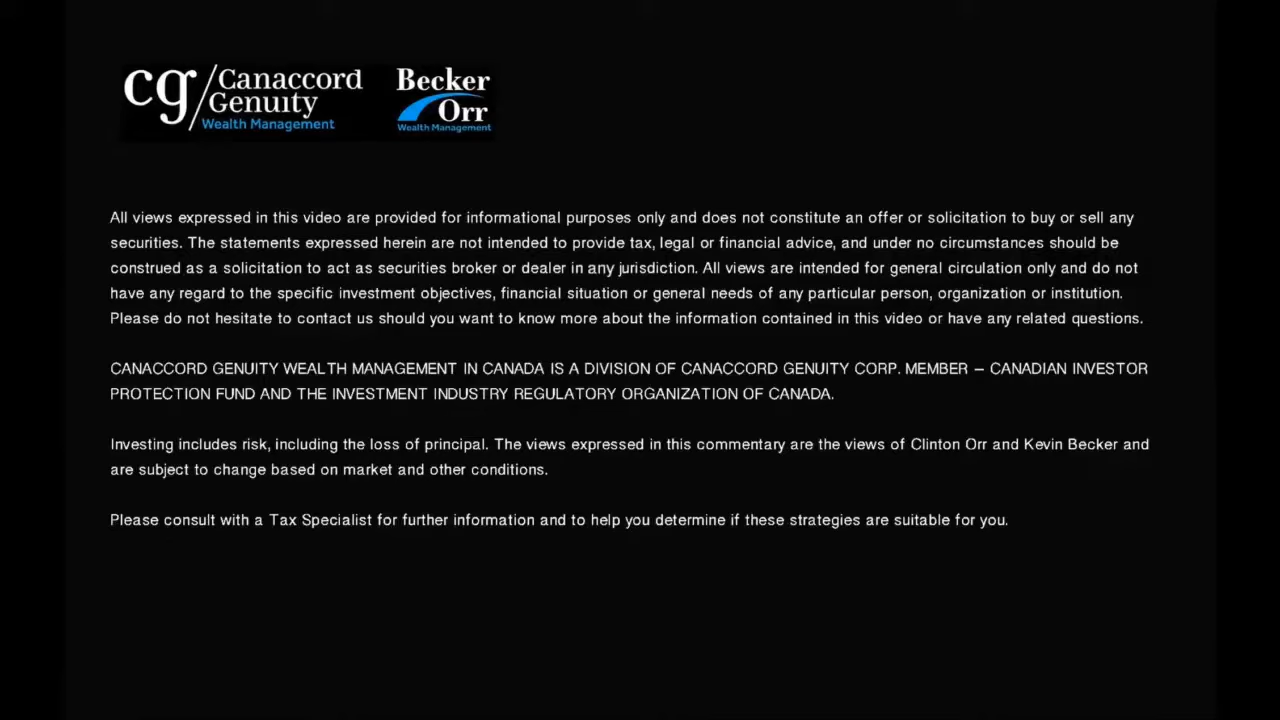 cg/Canaccord
Genuity
Wealth Management
Becker
Orr
Wealth Management
All views expressed in this video are provided for informational purposes only and does not constitute an offer or solicitation to buy or sell any
securities. The statements expressed herein are not intended to provide tax, legal or financial advice, and under no circumstances should be
construed as a solicitation to act as securities broker or dealer in any jurisdiction. All views are intended for general circulation only and do not
have any regard to the specific investment objectives, financial situation or general needs of any particular person, organization or institution.
Please do not hesitate to contact us should you want to know more about the information contained in this video or have any related questions.
CANACCORD GENUITY WEALTH MANAGEMENT IN CANADA IS A DIVISION OF CANACCORD GENUITY CORP. MEMBER – CANADIAN INVESTOR
PROTECTION FUND AND THE INVESTMENT INDUSTRY REGULATORY ORGANIZATION OF CANADA.
Investing includes risk, including the loss of principal. The views expressed in this commentary are the views of Clinton Orr and Kevin Becker and
are subject to change based on market and other conditions.
Please consult with a Tax Specialist for further information and to help you determine if these strategies are suitable for you.